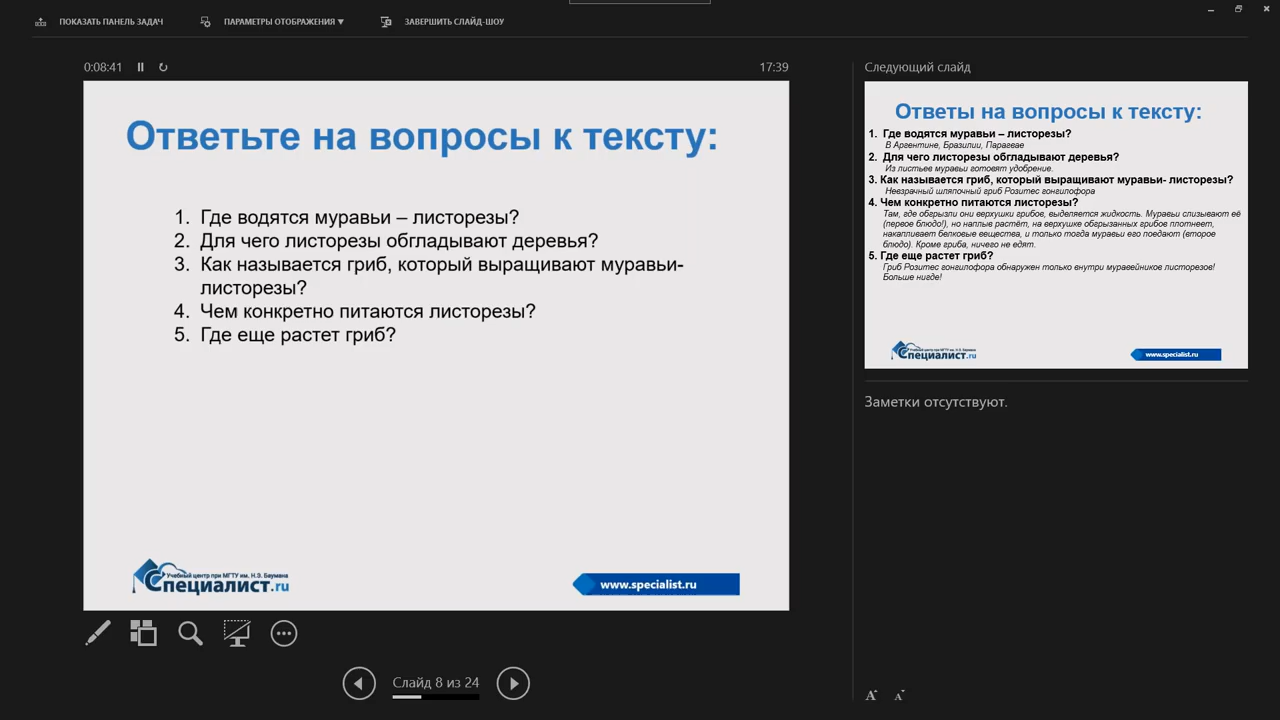 ПОКАЗАТЬ ПАНЕЛЬ ЗАДАЧ
ПАРАМЕТРЫ ОТОБРАЖЕНИЯ ▼
ЗАВЕРШИТЬ СЛАЙД-ШОУ
0:08:41
17:39
Ответьте на вопросы к тексту:
1. Где водятся муравьи – листорезы?
2. Для чего листорезы обгладывают деревья?
3. Как называется гриб, который выращивают муравьи-
листорезы?
4. Чем конкретно питаются листорезы?
5. Где еще растет гриб?
Учебный центр при МГТУ им. Н.Э. Баумана
Специалист.ru
www.specialist.ru
Слайд 8 из 24
Следующий слайд
Ответы на вопросы к тексту:
1. Где водятся муравьи – листорезы?
В Аргентине, Бразилии, Парагвае
2. Для чего листорезы обгладывают деревья?
Из листьев муравьи готовят удобрение.
3. Как называется гриб, который выращивают муравьи- листорезы?
Невзрачный шляпочный гриб Розитес гонгилофора
4. Чем конкретно питаются листорезы?
Там, где обгрызли они верхушки грибов, выделяется жидкость. Муравьи слизывают её
(первое блюдо!), но наплыв растёт, на верхушке обгрызанных грибов плотнеет,
накапливает белковые вещества, и только тогда муравьи его поедают (второе
блюдо). Кроме гриба, ничего не едят.
5. Где еще растет гриб?
Гриб Розитес гонгилофора обнаружен только внутри муравейников листорезов!
Больше нигде!
Учебный центр при МГТУ им. Н.Э. Баумана
Специалист.ru
www.specialist.ru
Заметки отсутствуют.
A A